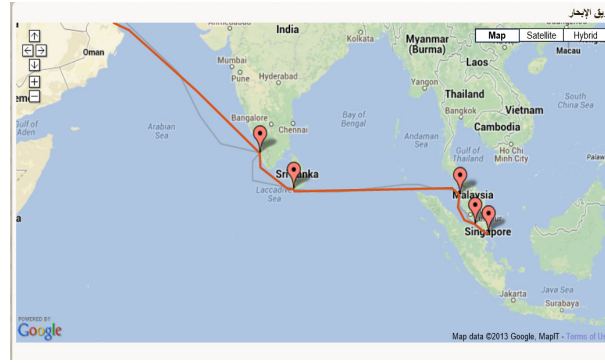 طريق الإبحار
Map
Satellite
Hybrid
India
Kolkata
Myanmar
(Burma)
Macau
Oman
Laos
Mumbai
Pune
Hyderabad
Yangon
Thailand
Bangkok
Vietnam
South
China Sea
Gulf of
Aden
Arabian
Sea
Bangalore
Chennai
Bay of
Bengal
Andaman
Sea
Cambodia
Gulf of
Thailand
Ho Chi
Minh City
Palaw
Sri Lanka
Laccadive
Sea
Malaysia
Singapore
Jakarta
Java Sea
Surabaya
POWERED BY
Google
Map data ©2013 Google, MapIT - Terms of Us